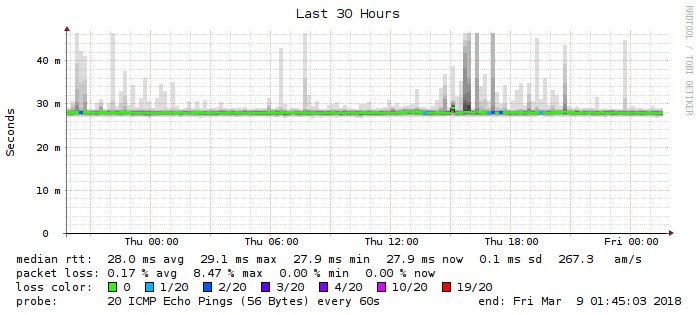 Last 30 Hours
RRDTOOL / TOBI OETIKER
Seconds
40 m
30 m
20 m
10 m
0
Thu 00:00 Thu 06:00 Thu 12:00 Thu 18:00 Fri 00:00
median rtt: 28.0 ms avg 29.1 ms max 27.9 ms min 27.9 ms now 0.1 ms sd 267.3 am/s
packet loss: 0.17 % avg 8.47 % max 0.00 % min 0.00 % now
loss color: 0 1/20 2/20 3/20 4/20 10/20 19/20
probe: 20 ICMP Echo Pings (56 Bytes) every 60s end: Fri Mar 9 01:45:03 2018